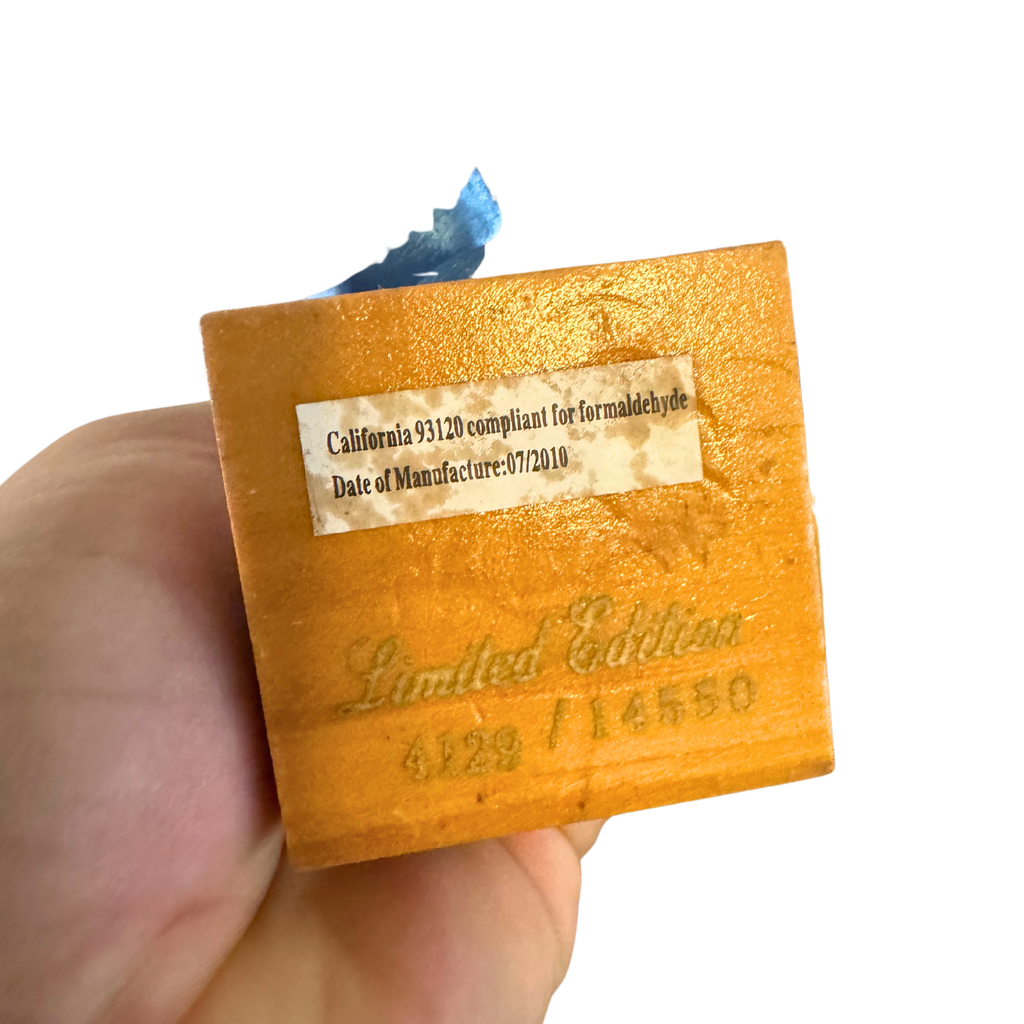 California 93120 compliant for formaldehyde
Date of Manufacture:07/2010
Limited Edition
4129 / 14550